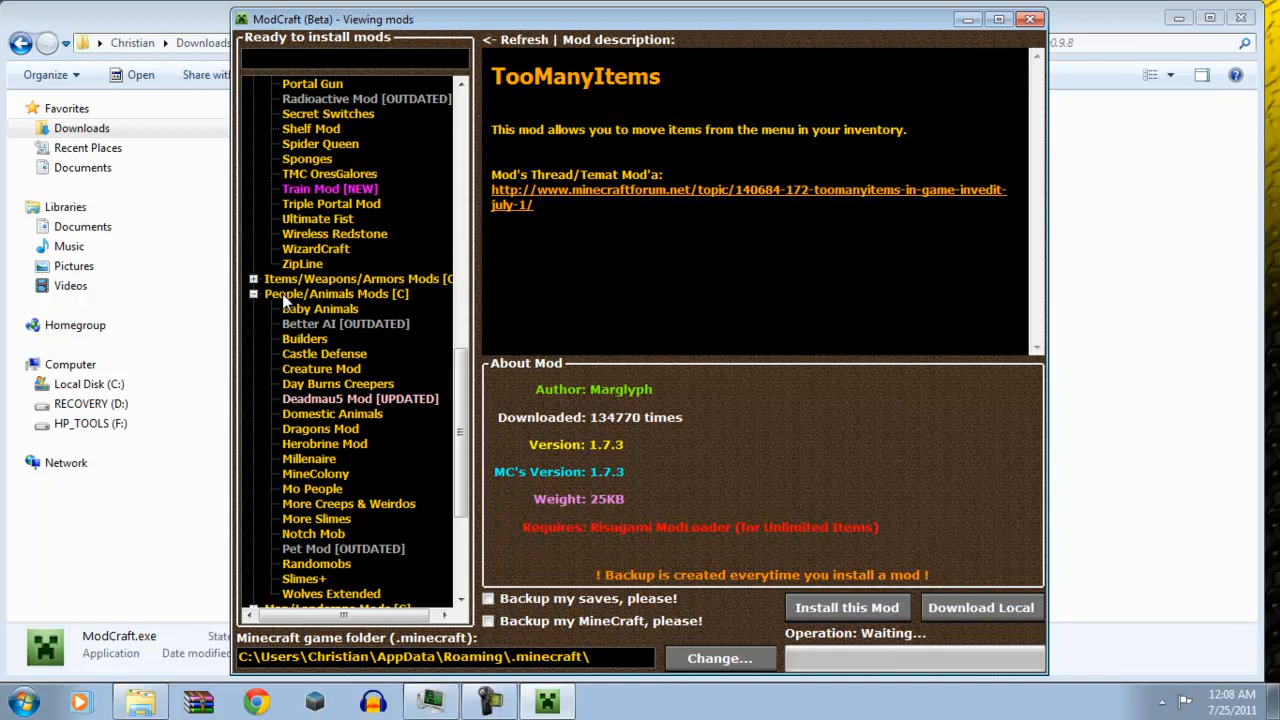 ModCraft (Beta) - Viewing mods
Christian
Downloads
0.9.8
Organize
Open
Share with
Favorites
Downloads
Recent Places
Documents
Libraries
Documents
Music
Pictures
Videos
Homegroup
Computer
Local Disk (C:)
RECOVERY (D:)
HP_TOOLS (F:)
Network
ModCraft.exe
Application
State
Date modified
Ready to install mods
Portal Gun
Radioactive Mod [OUTDATED]
Secret Switches
Shelf Mod
Spider Queen
Sponges
TMC OresGalores
Train Mod [NEW]
Triple Portal Mod
Ultimate Fist
Wireless Redstone
WizardCraft
ZipLine
Items/Weapons/Armors Mods [C
People/Animals Mods [C]
Baby Animals
Better AI [OUTDATED]
Builders
Castle Defense
Creature Mod
Day Burns Creepers
Deadmau5 Mod [UPDATED]
Domestic Animals
Dragons Mod
Herobrine Mod
Millenaire
MineColony
Mo People
More Creeps & Weirdos
More Slimes
Notch Mob
Pet Mod [OUTDATED]
Randomobs
Slimes+
Wolves Extended
<- Refresh | Mod description:
TooManyItems
This mod allows you to move items from the menu in your inventory.
Mod's Thread/Temat Mod'a:
http://www.minecraftforum.net/topic/140684-172-toomanyitems-in-game-invedit-
july-1/
About Mod
Author: Marglyph
Downloaded: 134770 times
Version: 1.7.3
MC's Version: 1.7.3
Weight: 25KB
Requires: Risugami ModLoader (for Unlimited Items)
! Backup is created everytime you install a mod !
Backup my saves, please!
Backup my MineCraft, please!
Install this Mod
Download Local
Operation: Waiting...
Minecraft game folder (.minecraft):
C:\Users\Christian\AppData\Roaming\.minecraft\
Change...
12:08 AM
7/25/2011